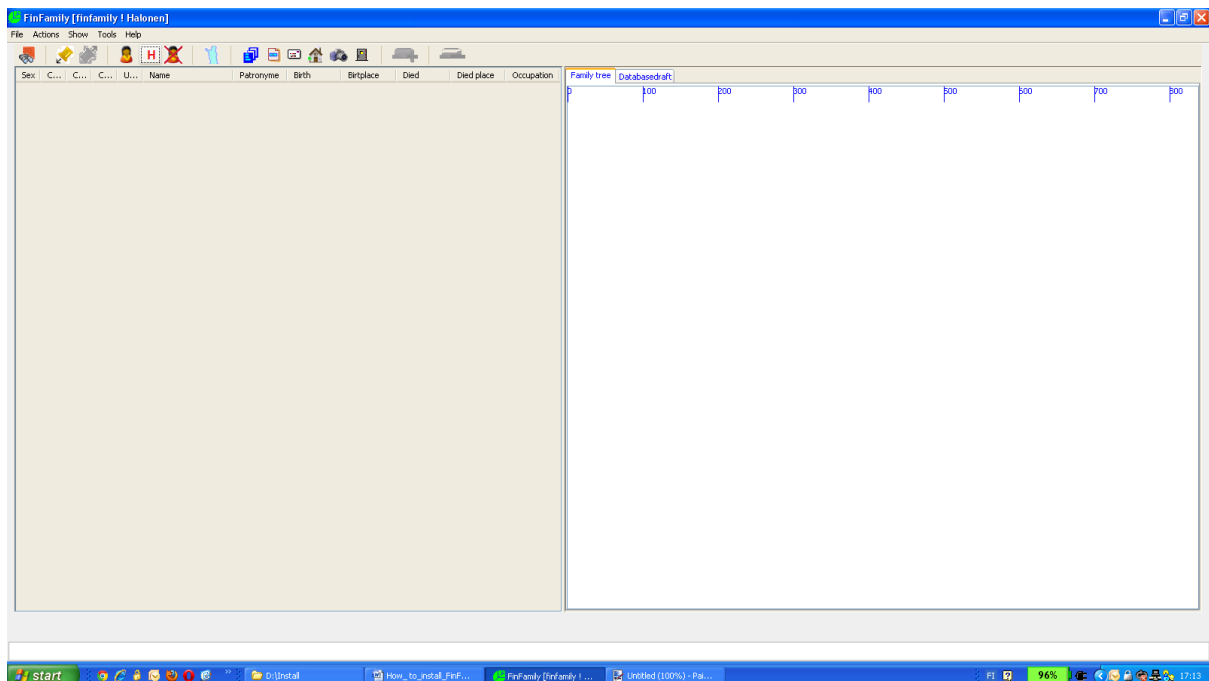 FinFamily [finfamily ! Halonen]
File Actions Show Tools Help
H
Sex C... C... C... U... Name Patronyme Birth Birtplace Died Died place Occupation
Family tree Databasedraft
0 100 200 300 400 500 600 700 800
start D:\Install How_to_install_FinF... FinFamily [finfamily ! ... Untitled (100%) - Pai... FI 96% 17:13